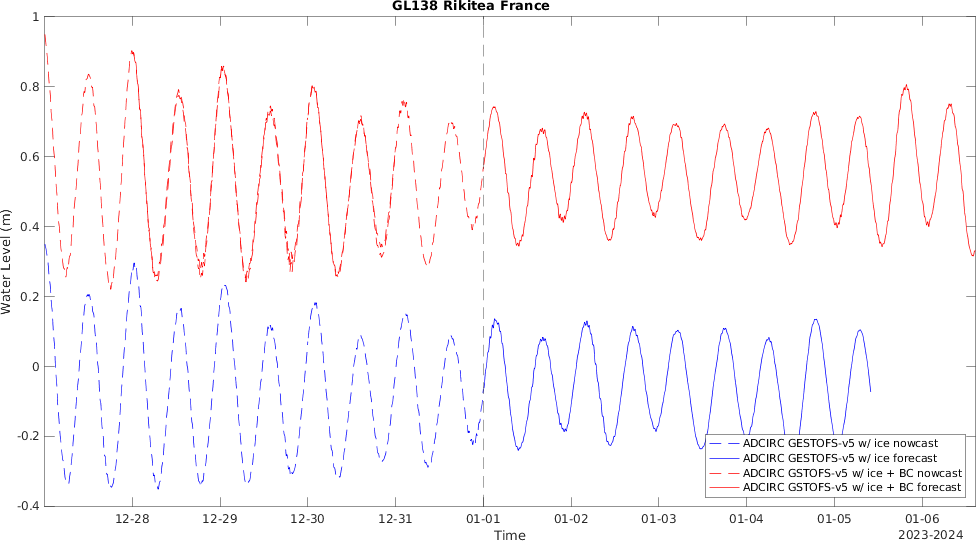 GL138 Rikitea France
1
0.8
0.6
0.4
0.2
0
-0.2
-0.4
Water Level (m)
ADCIRC GESTOFS-v5 w/ ice nowcast
ADCIRC GESTOFS-v5 w/ ice forecast
ADCIRC GSTOFS-v5 w/ ice + BC nowcast
ADCIRC GSTOFS-v5 w/ ice + BC forecast
12-28 12-29 12-30 12-31 01-01 01-02 01-03 01-04 01-05 01-06
Time
2023-2024